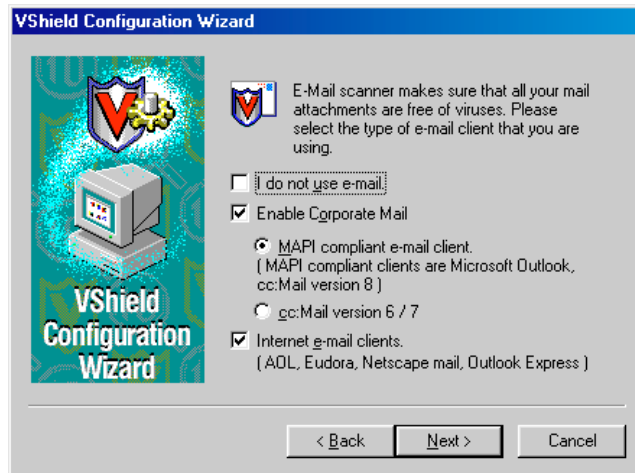 VShield Configuration Wizard
E-Mail scanner makes sure that all your mail
attachments are free of viruses. Please
select the type of e-mail client that you are
using.
I do not use e-mail.
Enable Corporate Mail
MAPI compliant e-mail client.
( MAPI compliant clients are Microsoft Outlook,
cc:Mail version 8 )
cc:Mail version 6 / 7
Internet e-mail clients.
( AOL, Eudora, Netscape mail, Outlook Express )
V
VShield
Configuration
Wizard
< Back
Next >
Cancel